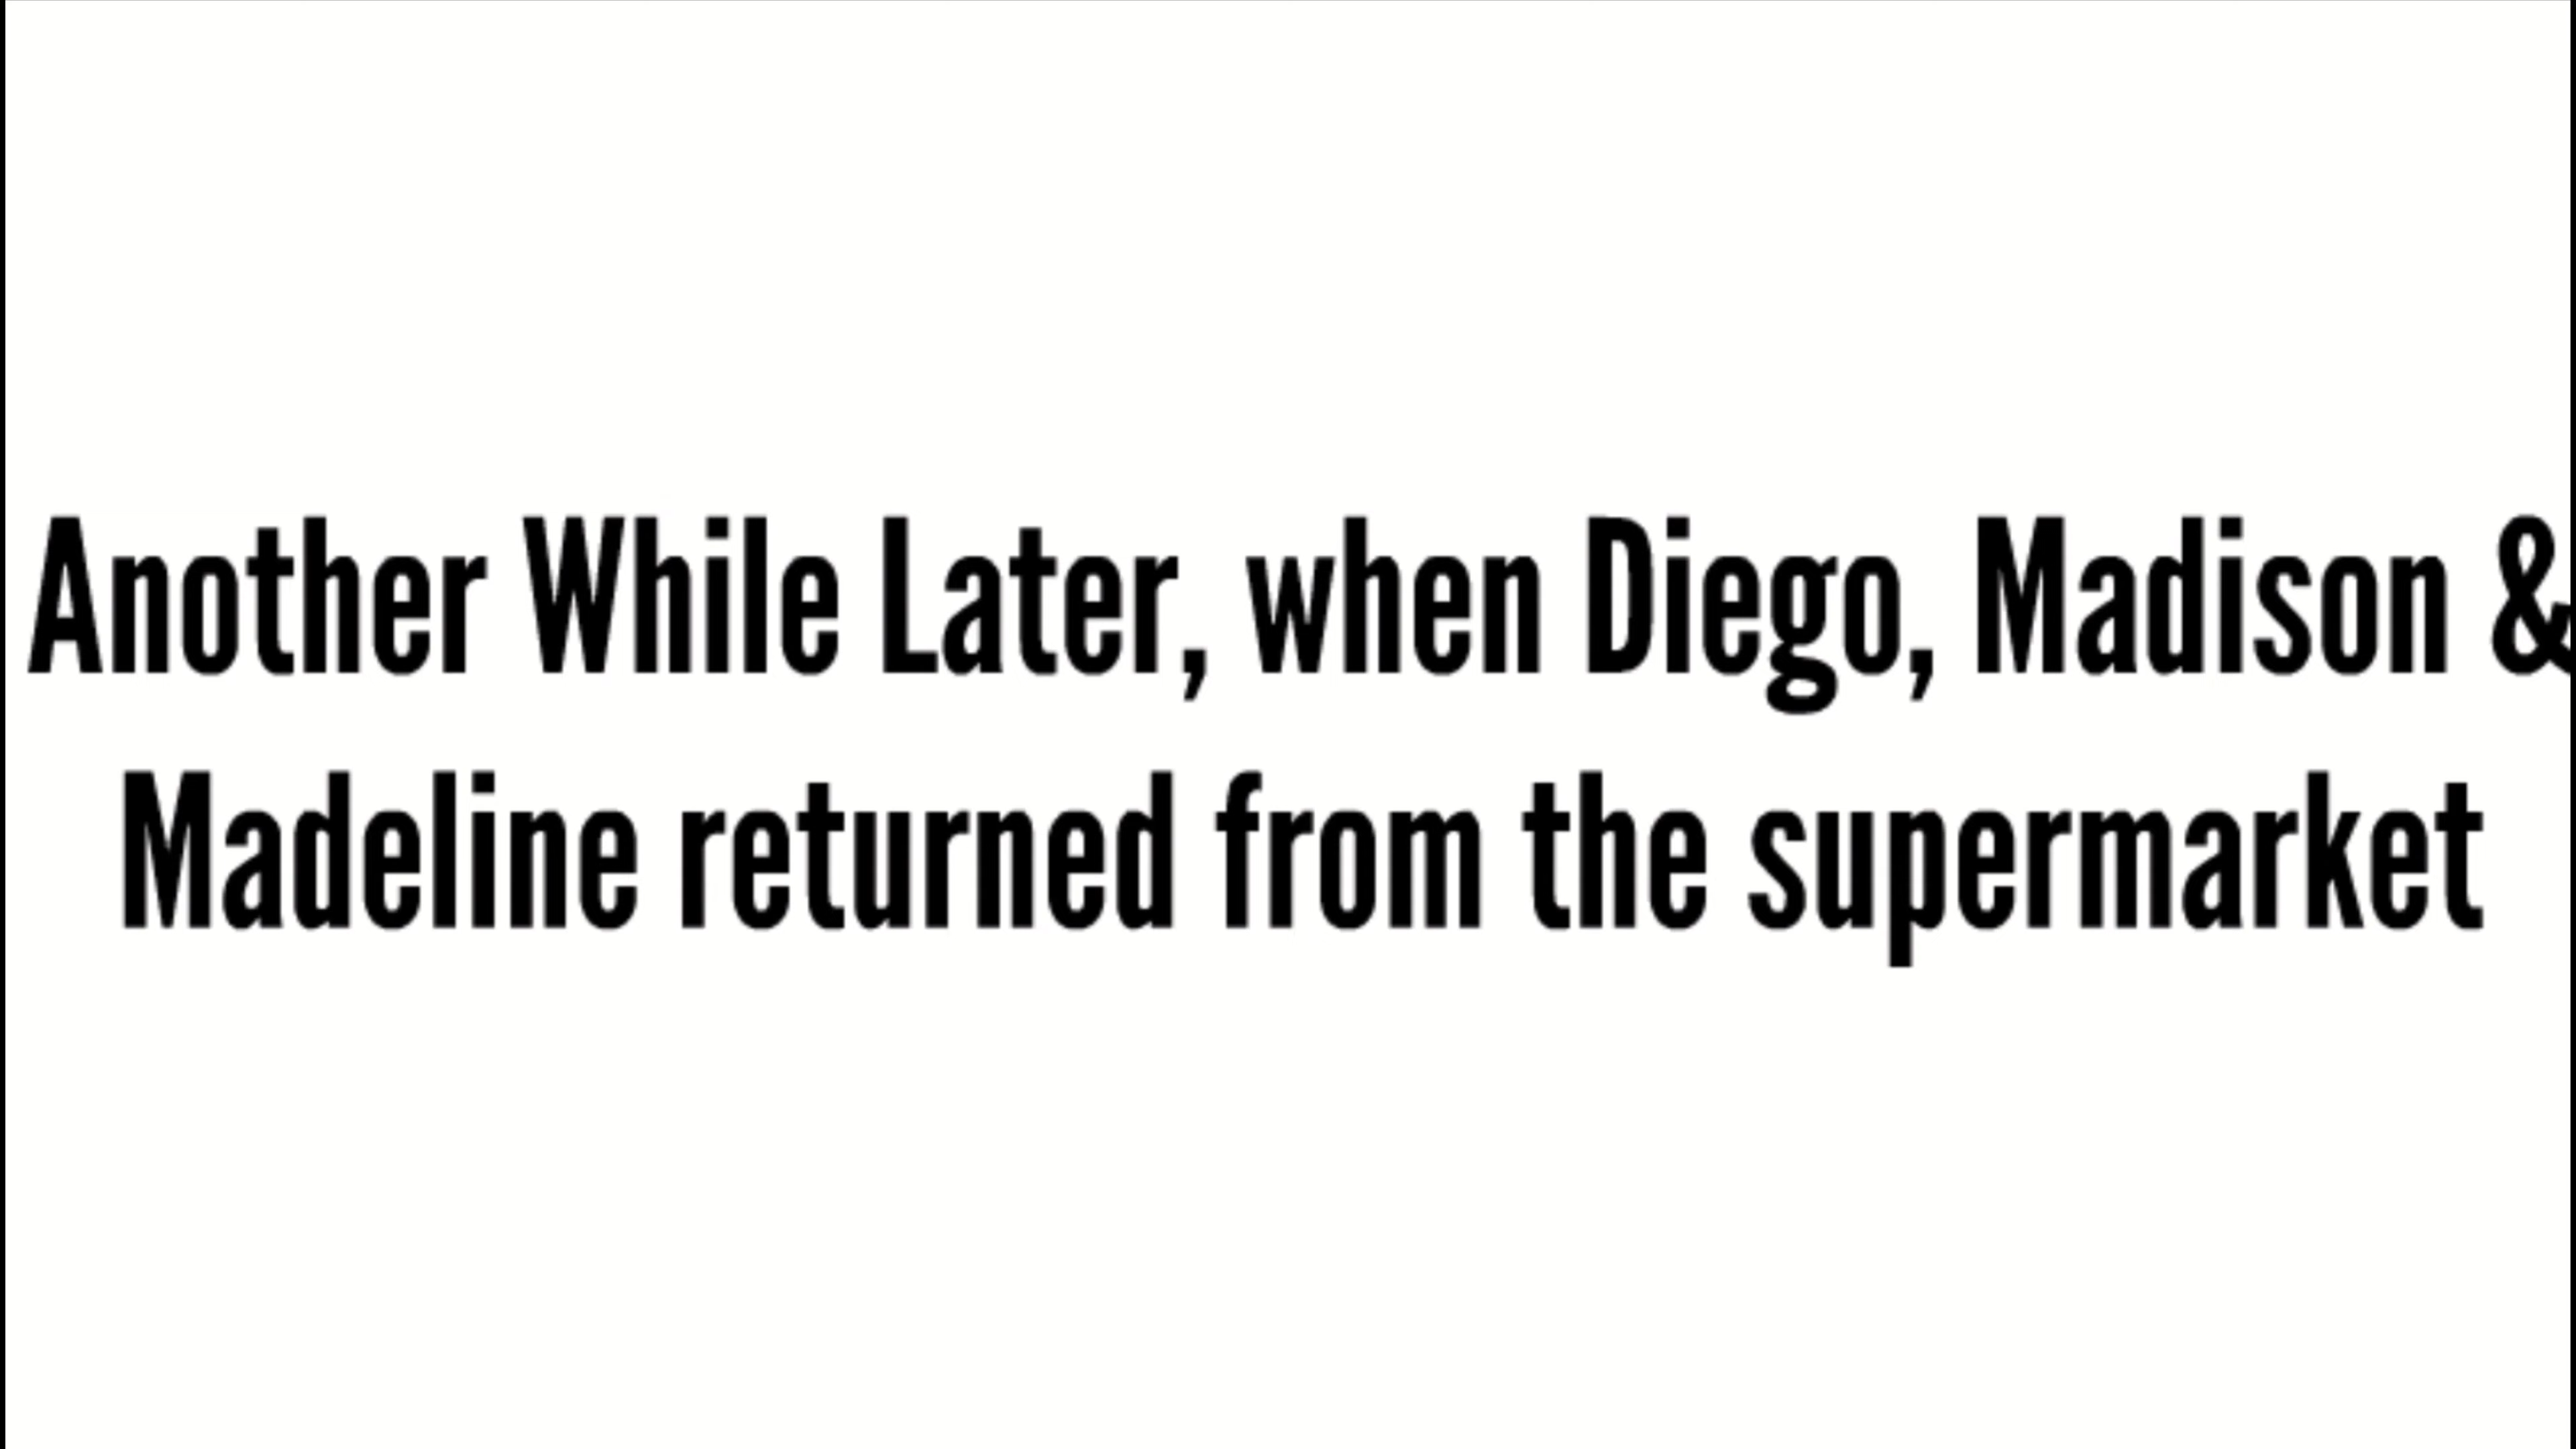 Another While Later, when Diego, Madison &
Madeline returned from the supermarket